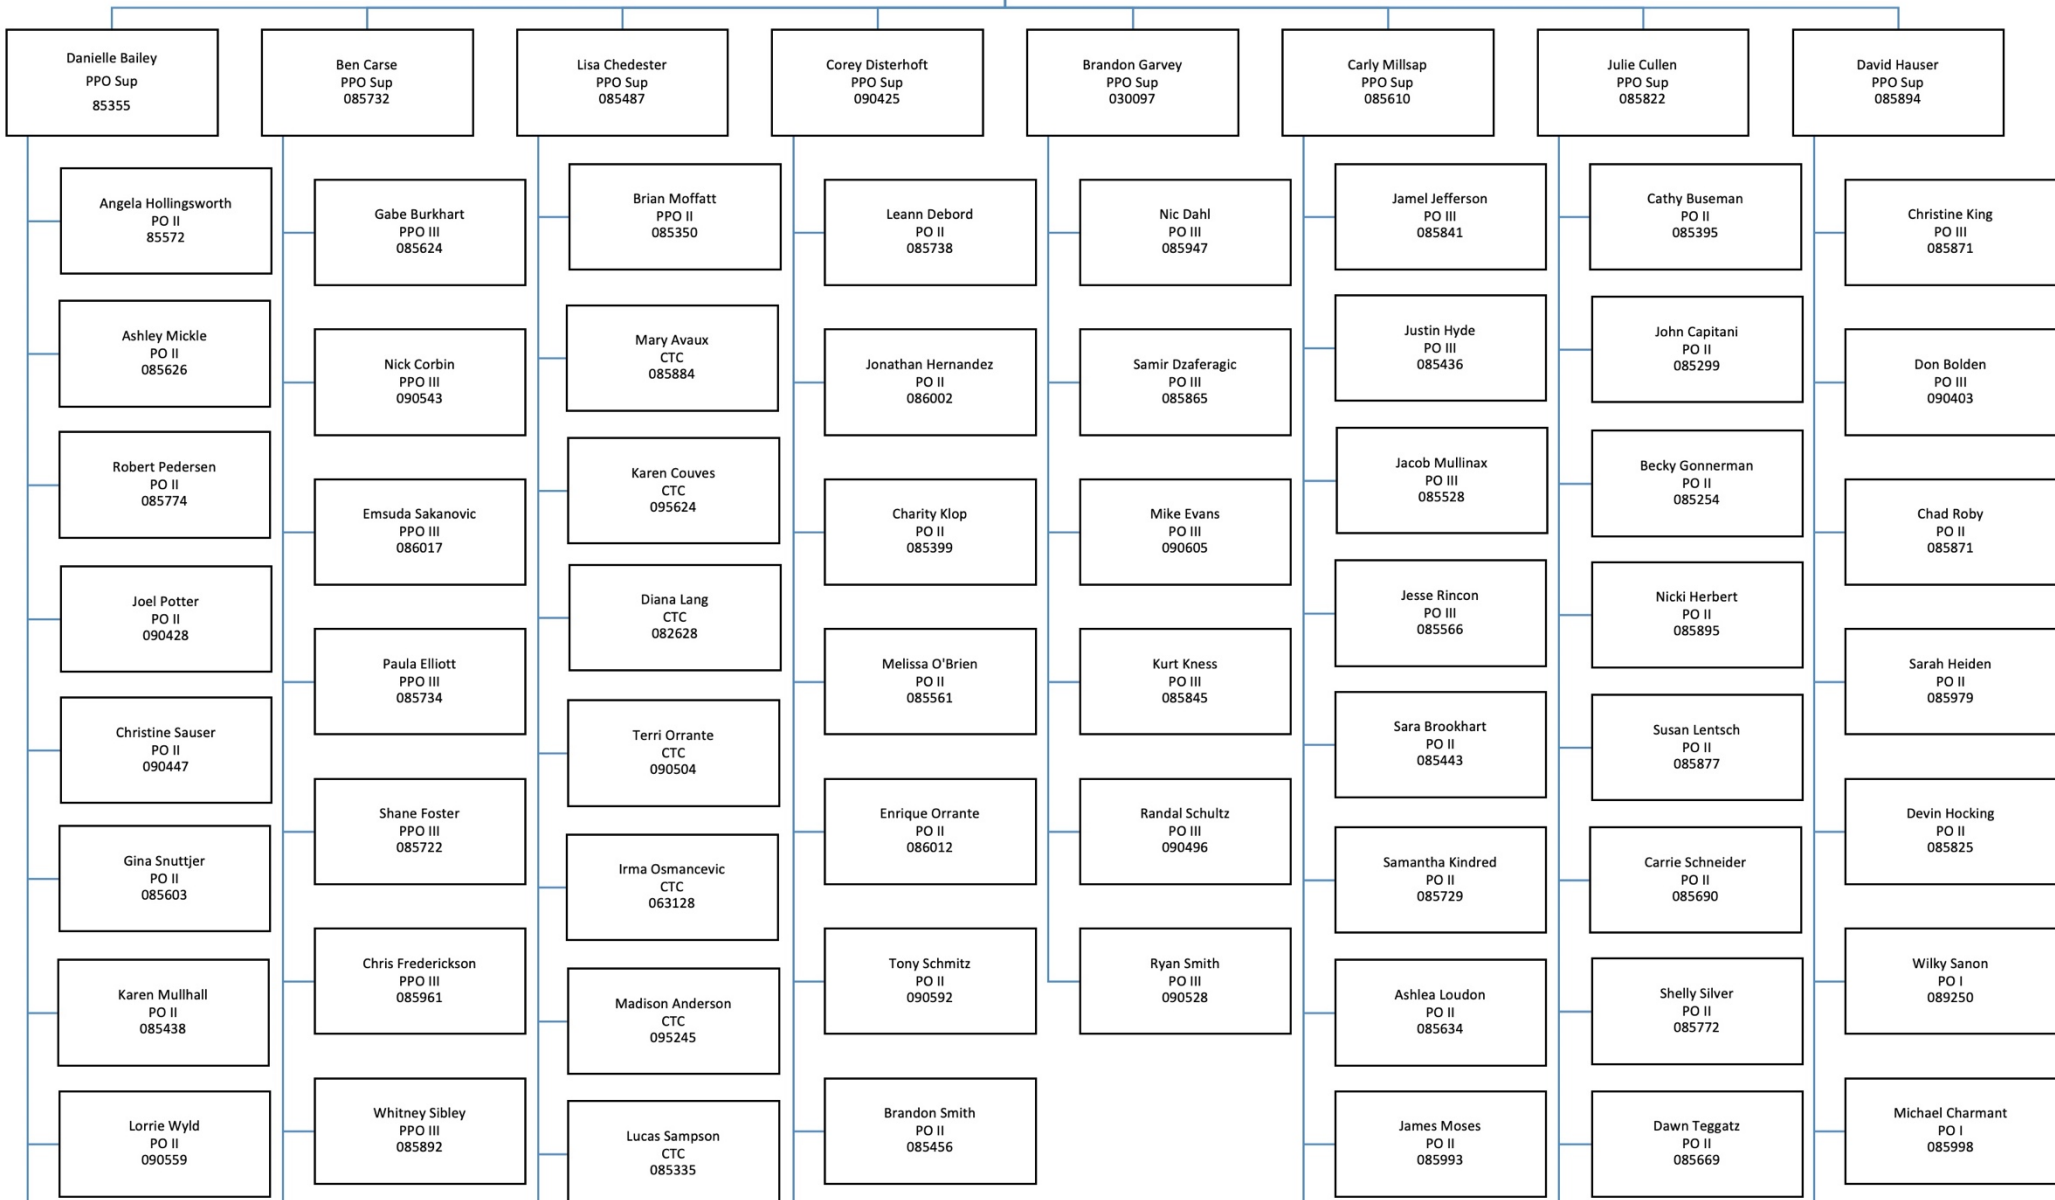 Danielle Bailey
PPO Sup
85355
Ben Carse
PPO Sup
085732
Lisa Chedester
PPO Sup
085487
Corey Disterhoft
PPO Sup
090425
Brandon Garvey
PPO Sup
030097
Carly Millsap
PPO Sup
085610
Julie Cullen
PPO Sup
085822
David Hauser
PPO Sup
085894
Angela Hollingsworth
PO II
85572
Ashley Mickle
PO II
085626
Robert Pedersen
PO II
085774
Joel Potter
PO II
090428
Christine Sauser
PO II
090447
Gina Snuttjer
PO II
085603
Karen Mullhall
PO II
085438
Lorrie Wyld
PO II
090559
Gabe Burkhart
PPO III
085624
Nick Corbin
PPO III
090543
Emsuda Sakanovic
PPO III
086017
Paula Elliott
PPO III
085734
Shane Foster
PPO III
085722
Chris Frederickson
PPO III
085961
Whitney Sibley
PPO III
085892
Brian Moffatt
PPO II
085350
Mary Avaux
CTC
085884
Karen Couves
CTC
095624
Diana Lang
CTC
082628
Terri Orrante
CTC
090504
Irma Osmancevic
CTC
063128
Madison Anderson
CTC
095245
Lucas Sampson
CTC
085335
Leann Debord
PO II
085738
Jonathan Hernandez
PO II
086002
Charity Klop
PO II
085399
Melissa O'Brien
PO II
085561
Enrique Orrante
PO II
086012
Tony Schmitz
PO II
090592
Brandon Smith
PO II
085456
Nic Dahl
PO III
085947
Samir Dzaferagic
PO III
085865
Mike Evans
PO III
090605
Kurt Kness
PO III
085845
Randal Schultz
PO III
090496
Ryan Smith
PO III
090528
Jamel Jefferson
PO III
085841
Justin Hyde
PO III
085436
Jacob Mullinax
PO III
085528
Jesse Rincon
PO III
085566
Sara Brookhart
PO II
085443
Samantha Kindred
PO II
085729
Ashlea Loudon
PO II
085634
James Moses
PO II
085993
Cathy Buseman
PO II
085395
John Capitani
PO II
085299
Becky Gonnerman
PO II
085254
Nicki Herbert
PO II
085895
Susan Lentsch
PO II
085877
Carrie Schneider
PO II
085690
Shelly Silver
PO II
085772
Dawn Teggatz
PO II
085669
Christine King
PO III
085871
Don Bolden
PO III
090403
Chad Roby
PO II
085871
Sarah Heiden
PO II
085979
Devin Hocking
PO II
085825
Wilky Sanon
PO I
089250
Michael Charmant
PO I
085998